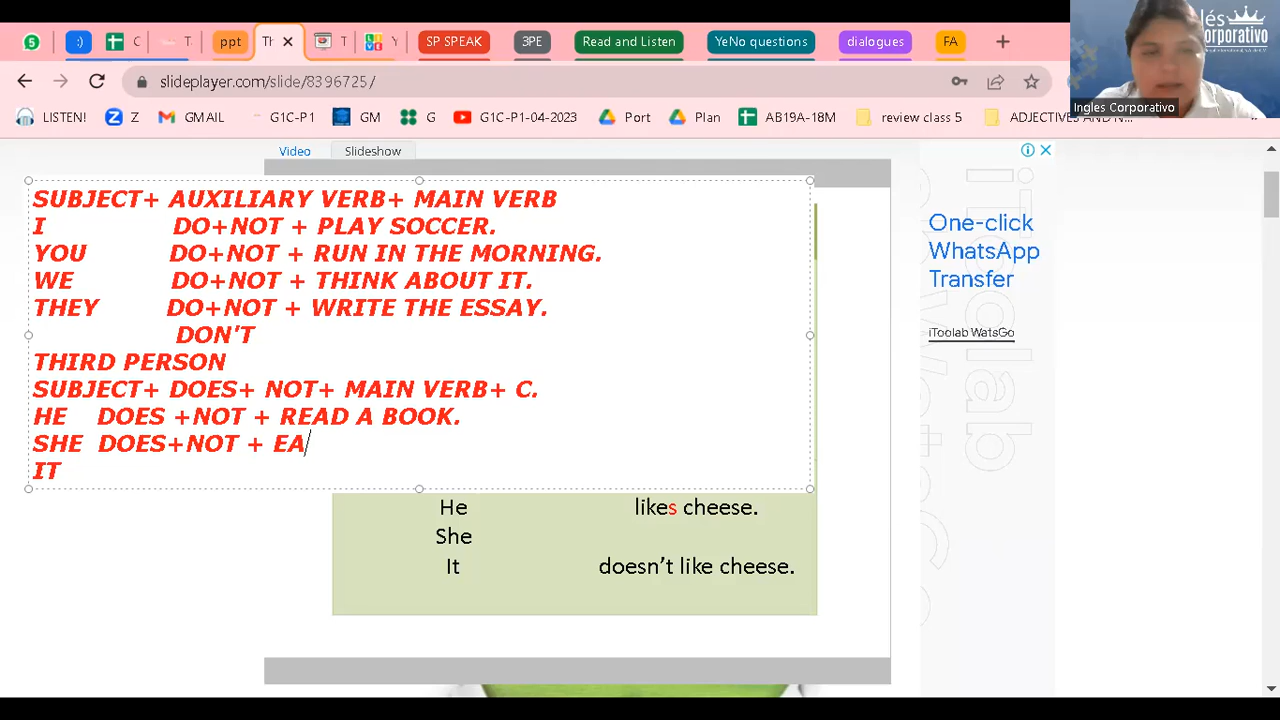 C
T
ppt
Th
T
Y
SP SPEAK
3PE
Read and Listen
YeNo questions
dialogues
FA
lés
orporativo
Ingles Corporativo
slideplayer.com/slide/8396725/
LISTEN!
Z
GMAIL
G1C-P1
GM
G
G1C-P1-04-2023
Port
Plan
AB19A-18M
review class 5
Video
Slideshow
SUBJECT+ AUXILIARY VERB+ MAIN VERB
I DO+NOT + PLAY SOCCER.
YOU DO+NOT + RUN IN THE MORNING.
WE DO+NOT + THINK ABOUT IT.
THEY DO+NOT + WRITE THE ESSAY.
DON'T
THIRD PERSON
SUBJECT+ DOES+ NOT+ MAIN VERB+ C.
HE DOES +NOT + READ A BOOK.
SHE DOES+NOT + EA
IT
He likes cheese.
She
It doesn't like cheese.
One-click
WhatsApp
Transfer
iToolab WatsGo